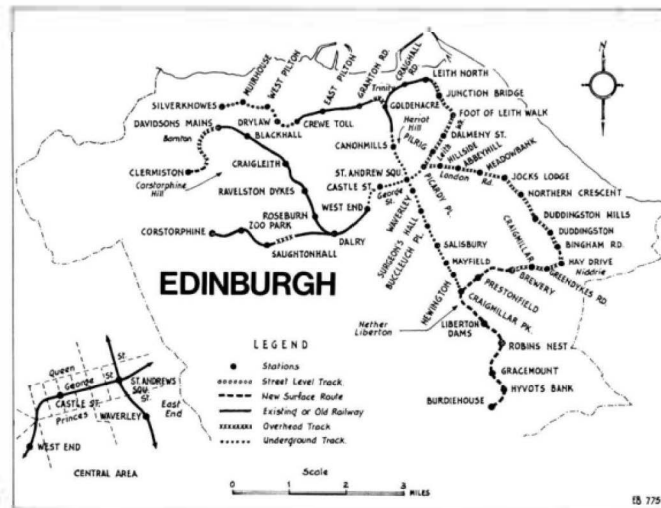 N
LEITH NORTH
JUNCTION BRIDGE
FOOT OF LEITH WALK
DALMENY ST.
CRAIGHALL RD.
Trinity
GRANTON RD.
EAST PILTON
GOLDENACRE
WEST PILTON
MUIRHOUSE
SILVERKNOWES
DRYLAW
CREWE TOLL
DAVIDSONS MAINS
Barnton
BLACKHALL
Heriot Hill
PILRIG
Leith Wk.
CANONMILLS
HILLSIDE
ABBEYHILL
MEADOWBANK
London Rd.
CLERMISTON
Corstorphine Hill
CRAIGLEITH
RAVELSTON DYKES
ST. ANDREW SQU
CASTLE ST.
George St.
PICARDY PL.
JOCKS LODGE
NORTHERN CRESCENT
WEST END
ROSEBURN
ZOO PARK
CORSTORPHINE
SAUGHTONHALL
DALRY
WAVERLEY
SURGEON'S HALL
BUCCLEUCH PL.
SALISBURY
MAYFIELD
DUDDINGSTON MILLS
DUDDINGSTON
BINGHAM RD.
HAY DRIVE
Niddrie
CRAIGMILLAR
GREENDYKES RD.
BREWERY
PRESTONFIELD
NEWINGTON
CRAIGMILLAR PK.
EDINBURGH
Nether Liberton
LIBERTON DAMS
ROBINS NEST
GRACEMOUNT
HYVOTS BANK
BURDIEHOUSE
LEGEND
Stations
Street Level Track
New Surface Route
Existing or Old Railway
Overhead Track
Underground Track
Scale
0 1 2 3
MILES
Queen St.
George St.
ST. ANDREWS SQU
CASTLE ST.
Princes St.
East End
WAVERLEY
WEST END
CENTRAL AREA
EB 775